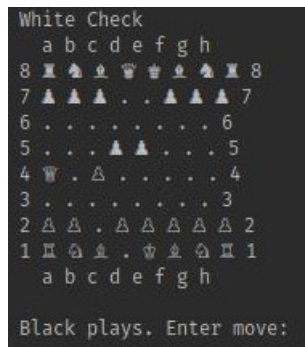 White Check
a b c d e f g h
8 ♜ ♞ ♝ ♛ ♚ ♝ ♞ ♜ 8
7 ♟ ♟ ♟ . . ♟ ♟ ♟ 7
6 . . . . . . . . 6
5 . . . ♟ ♟ . . . 5
4 ♕ . ♙ . . . . . 4
3 . . . . . . . . 3
2 ♙ ♙ . ♙ ♙ ♙ ♙ ♙ 2
1 ♖ ♘ ♗ . ♔ ♗ ♘ ♖ 1
a b c d e f g h
Black plays. Enter move: